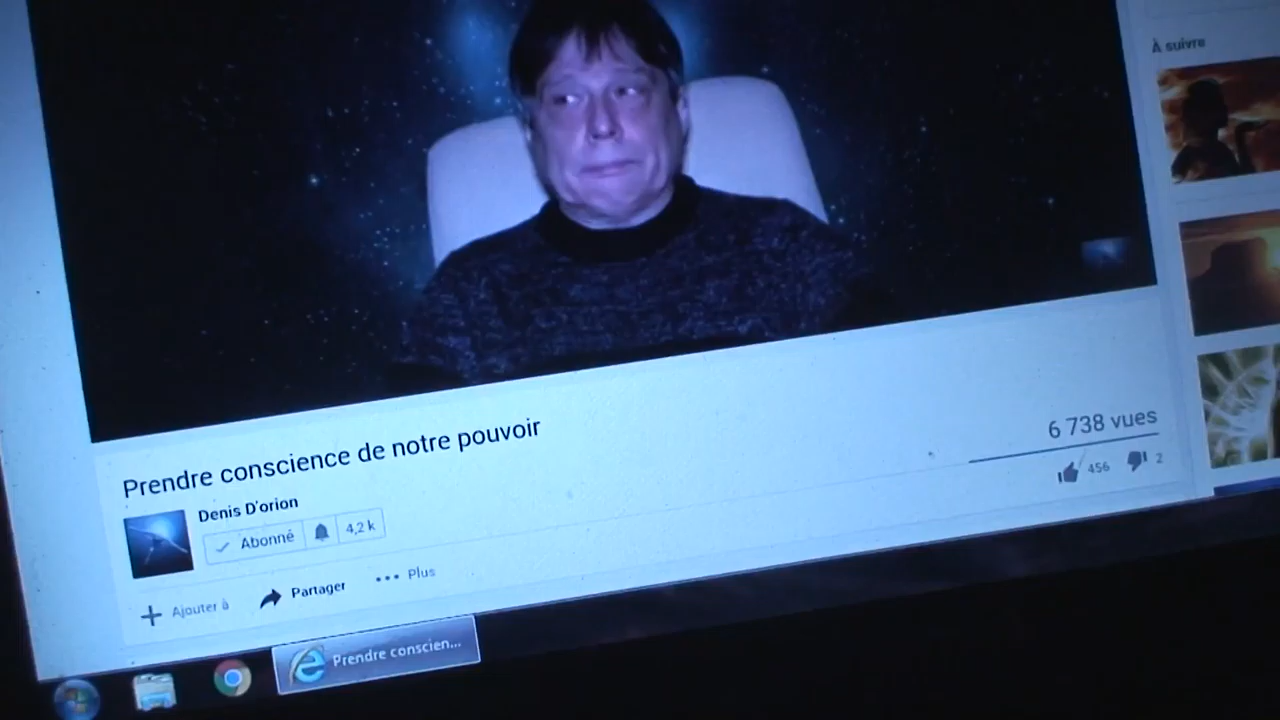 À suivre
Prendre conscience de notre pouvoir
6 738 vues
Denis D'orion
456 2
Abonné 4,2 k
Ajouter à Partager Plus
Prendre conscien...